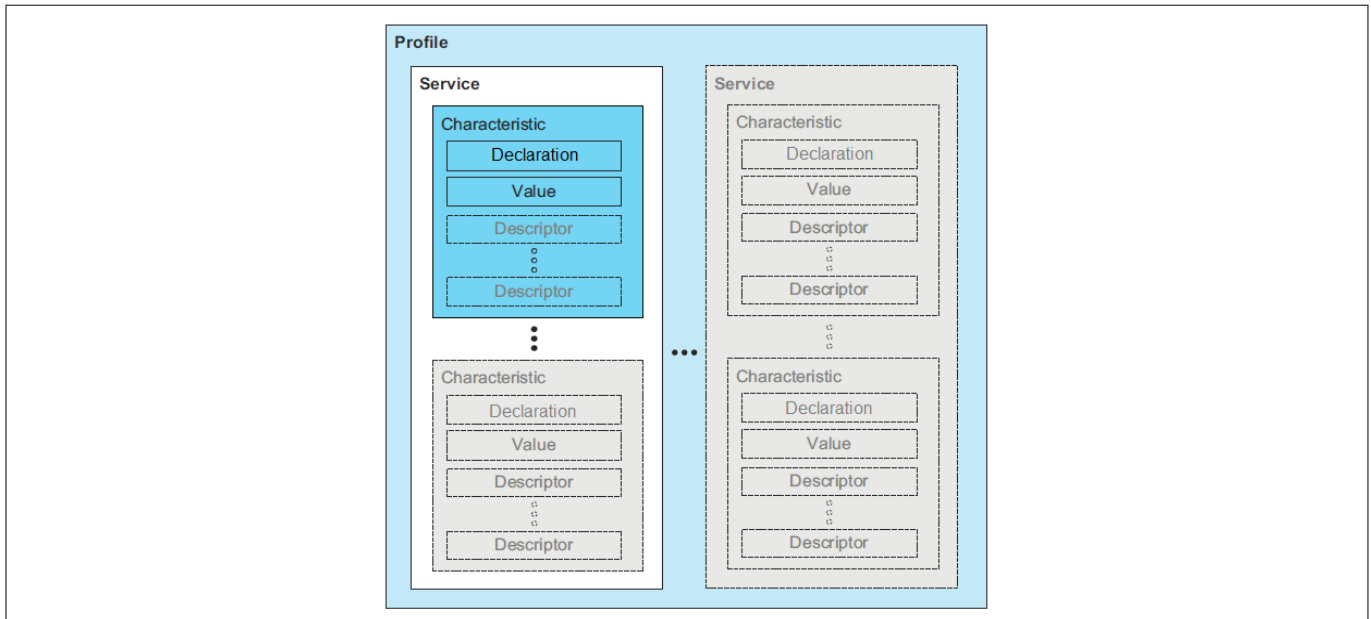 Profile
Service
Characteristic
Declaration
Value
Descriptor
Descriptor
Characteristic
Declaration
Value
Descriptor
Descriptor
Service
Characteristic
Declaration
Value
Descriptor
Descriptor
Characteristic
Declaration
Value
Descriptor
Descriptor